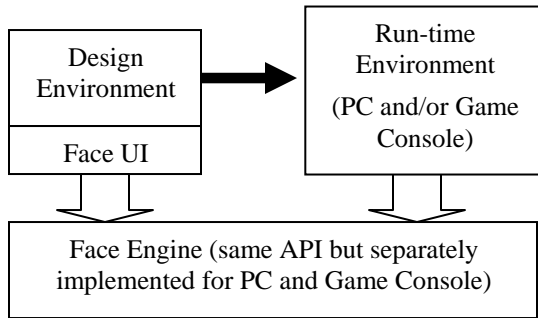 Design
Environment
Face UI
Run-time
Environment
(PC and/or Game
Console)
Face Engine (same API but separately
implemented for PC and Game Console)